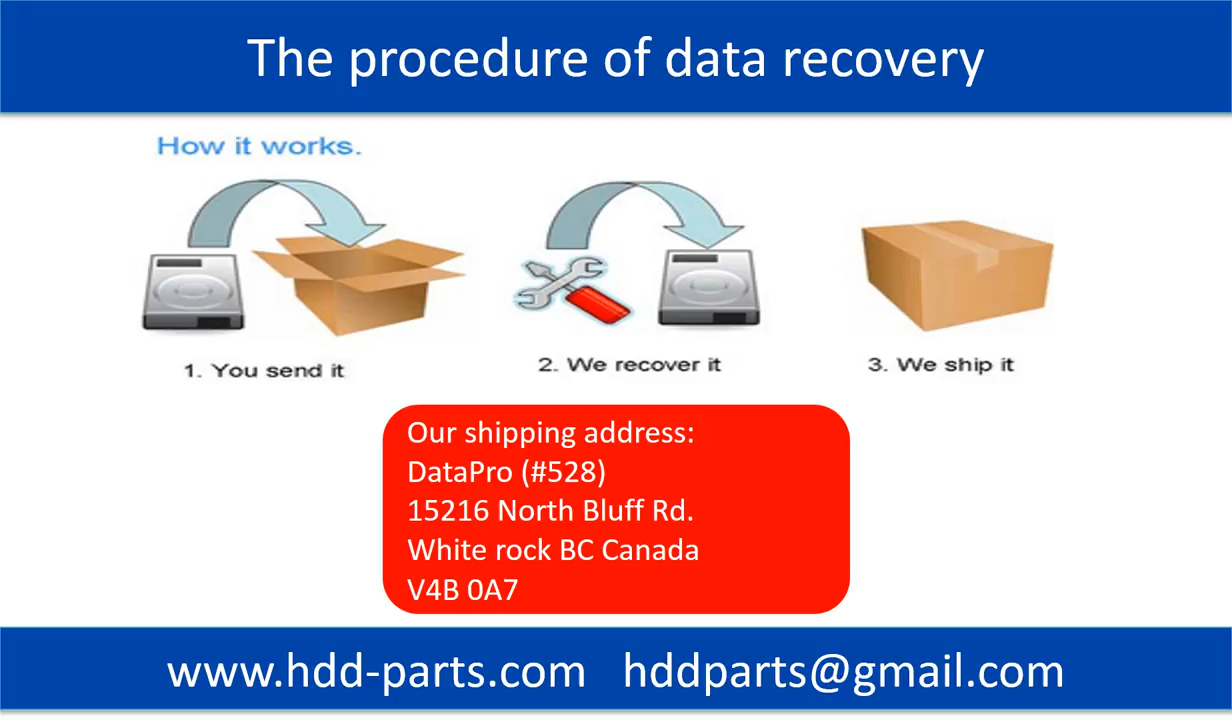 The procedure of data recovery
How it works.
1. You send it
2. We recover it
3. We ship it
Our shipping address:
DataPro (#528)
15216 North Bluff Rd.
White rock BC Canada
V4B 0A7
www.hdd-parts.com hddparts@gmail.com